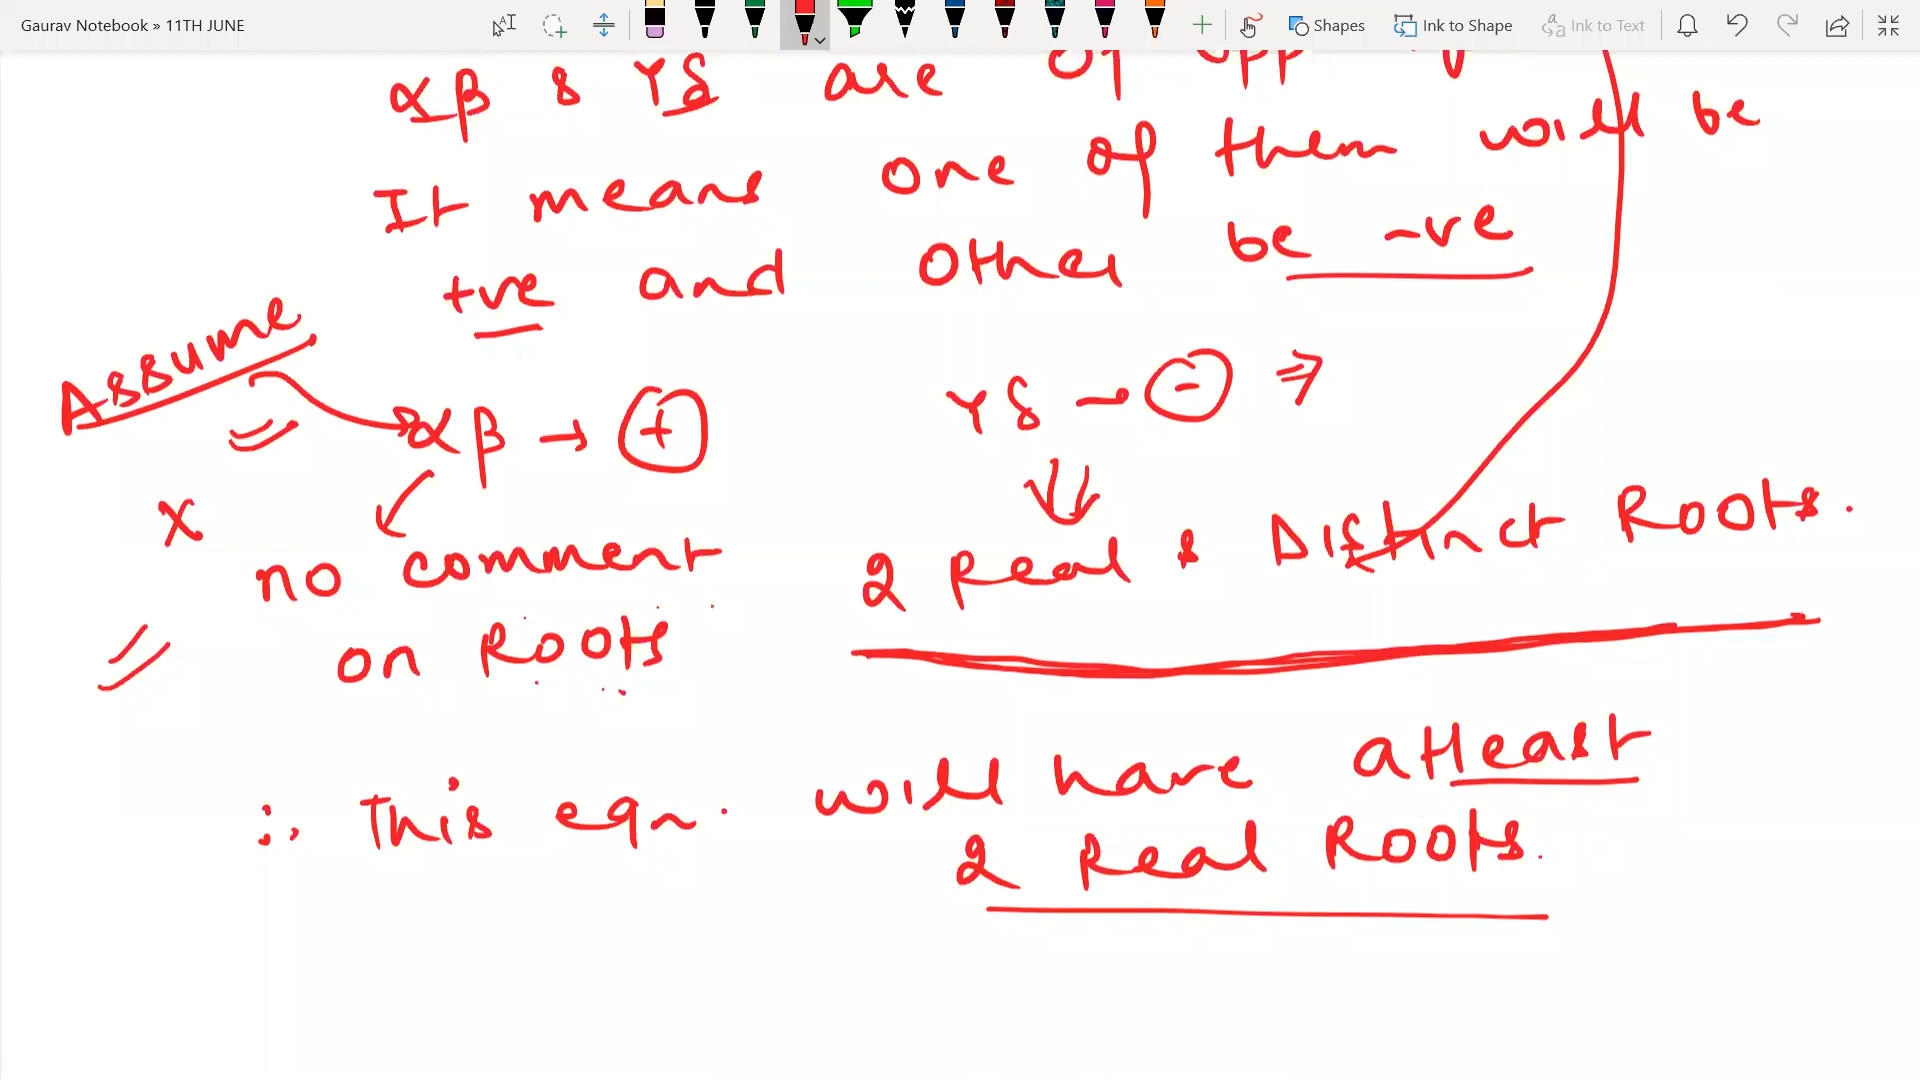 Gaurav Notebook » 11TH JUNE
Shapes
Ink to Shape
Ink to Text
αβ & γδ are of opp
It means one of them will be
+ve and other be -ve
Assume
αβ → + γδ → - ⇒
x
no comment 2 Real & Distinct Roots.
on Roots
∴ This eqn. will have atleast
2 Real Roots.